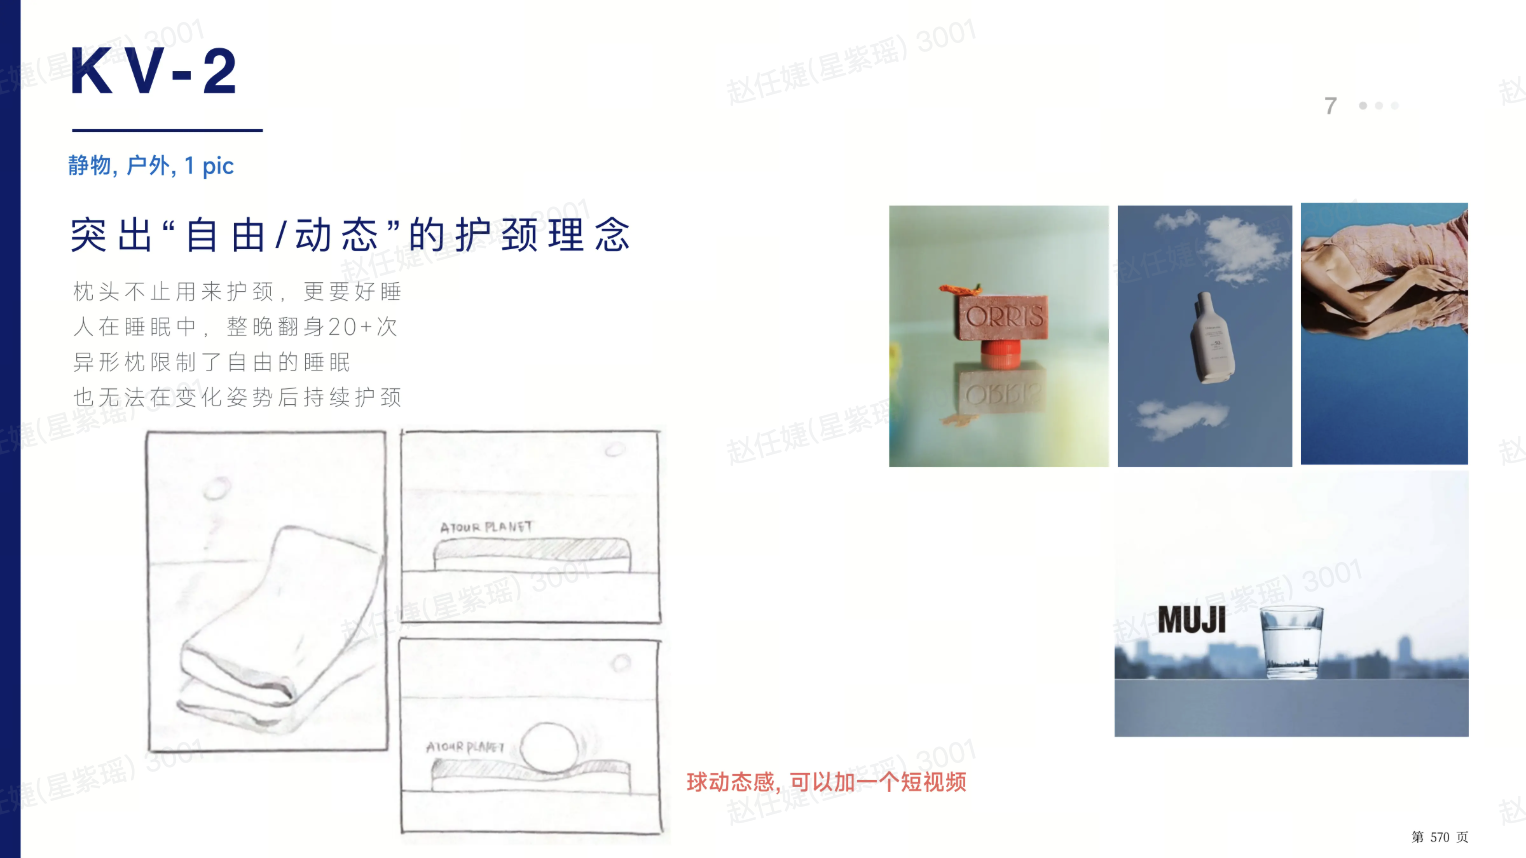 KV-2
7
静物, 户外, 1 pic
突出“自由/动态”的护颈理念
枕头不止用来护颈，更要好睡
人在睡眠中，整晚翻身20+次
异形枕限制了自由的睡眠
也无法在变化姿势后持续护颈
ORRIS
ATOUR PLANET
MUJI
ATOUR PLANET
球动态感, 可以加一个短视频
第 570 页
赵任婕(星紫瑶) 3001